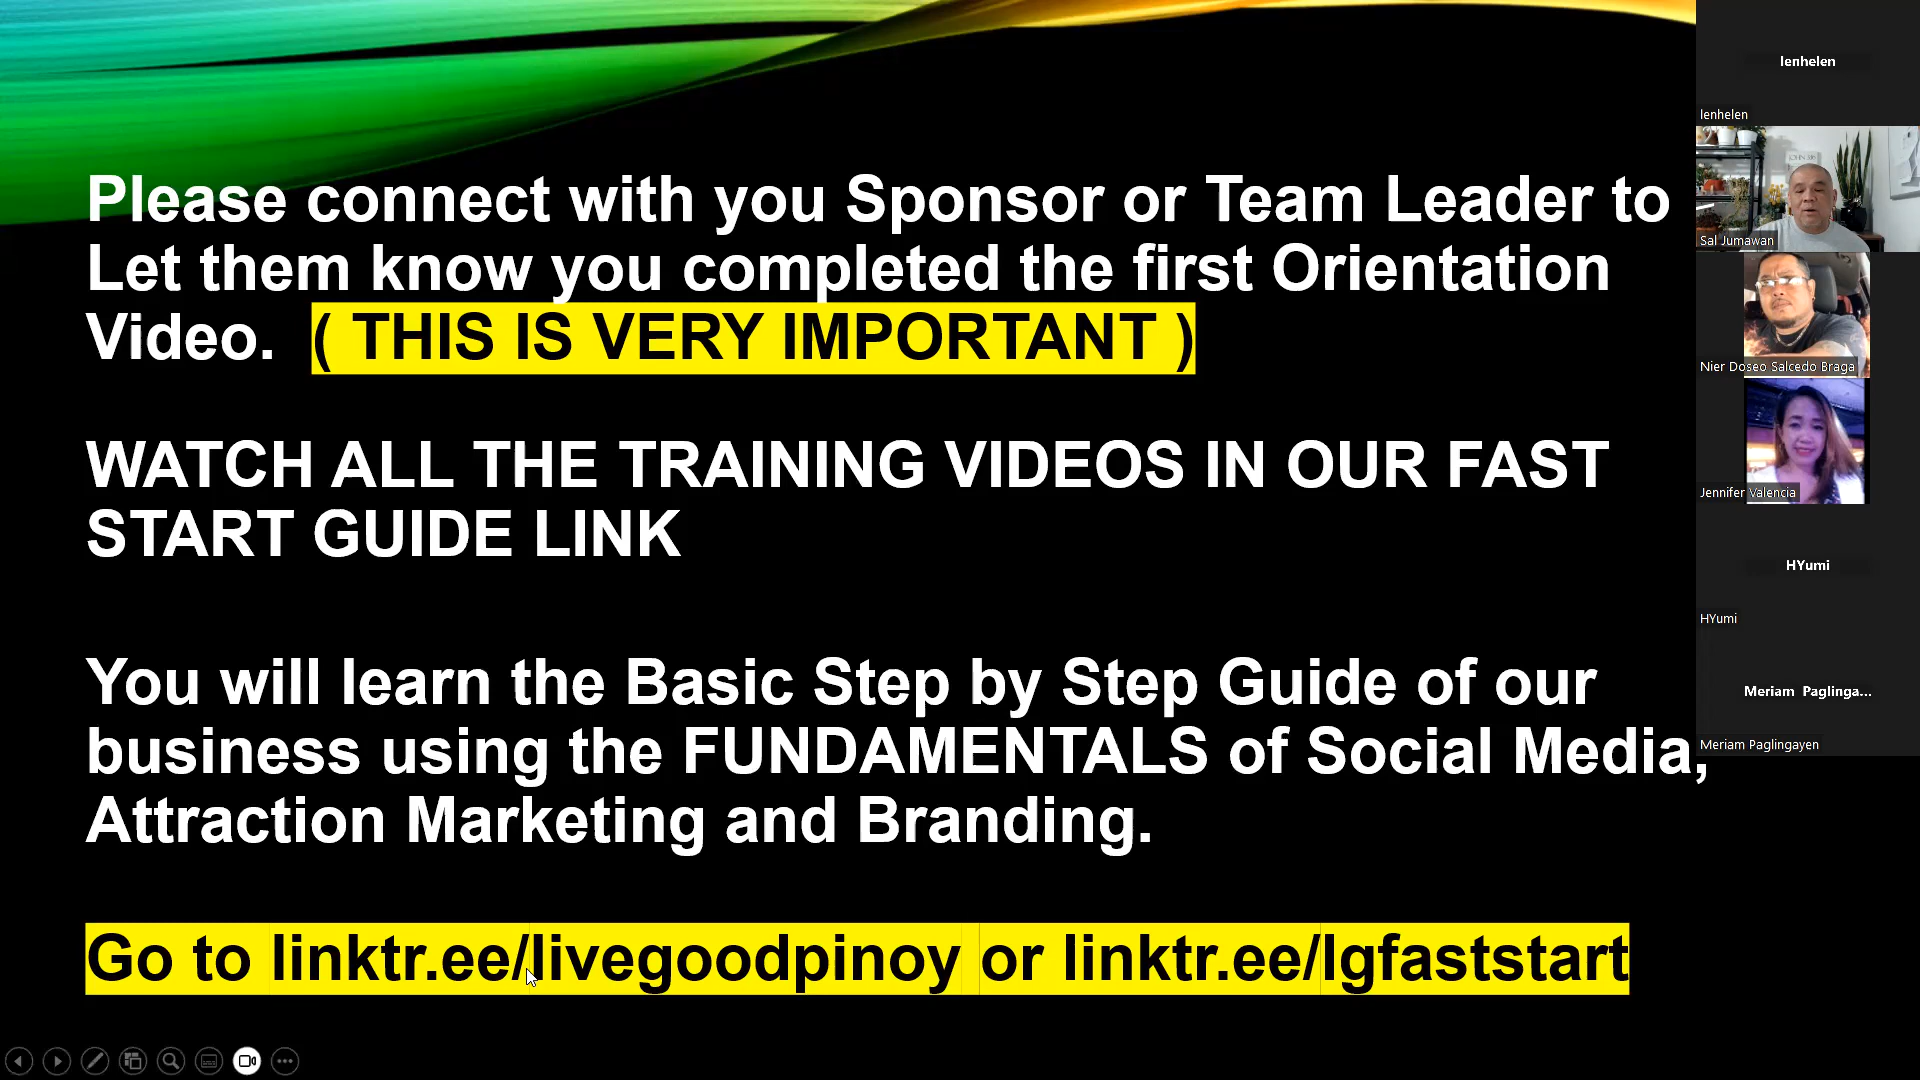 Please connect with you Sponsor or Team Leader to
Let them know you completed the first Orientation
Video. ( THIS IS VERY IMPORTANT )
WATCH ALL THE TRAINING VIDEOS IN OUR FAST
START GUIDE LINK
You will learn the Basic Step by Step Guide of our
business using the FUNDAMENTALS of Social Media,
Attraction Marketing and Branding.
Go to linktr.ee/livegoodpinoy or linktr.ee/lgfaststart
lenhelen
lenhelen
Sal Jumawan
Nier Doseo Salcedo Braga
Jennifer Valencia
HYumi
HYumi
Meriam Paglinga...
Meriam Paglingayen